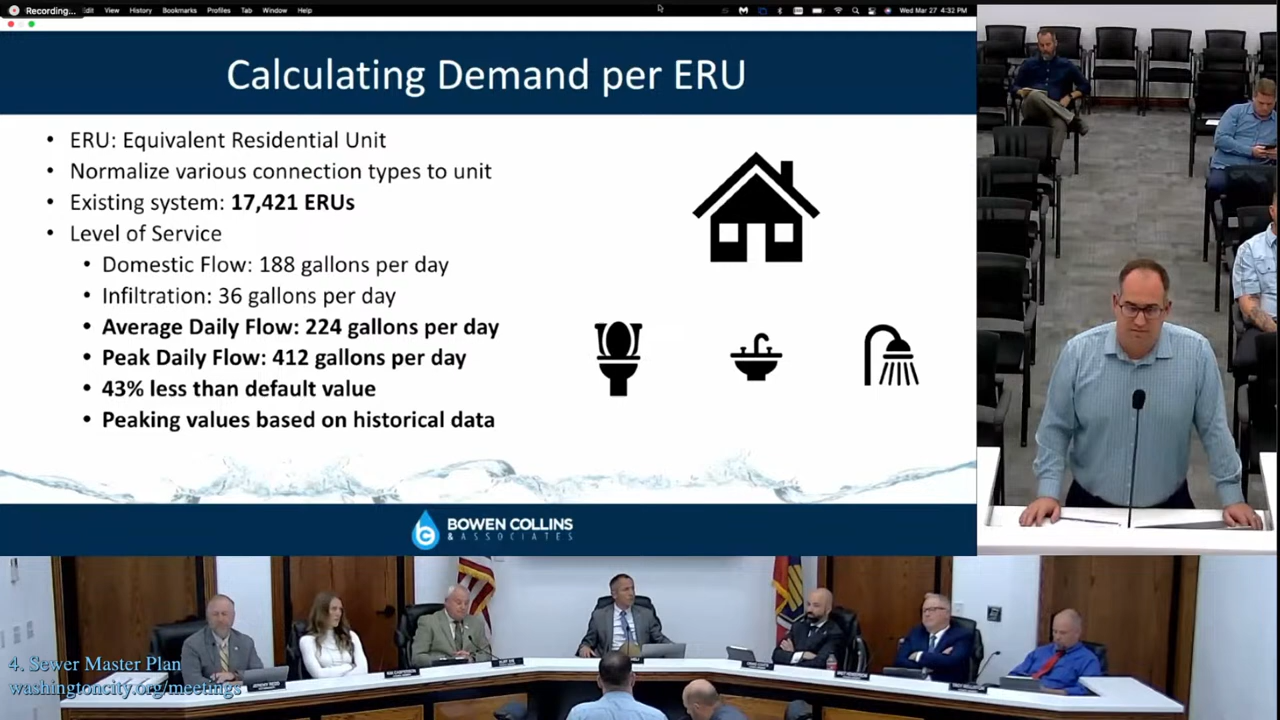 Recording...
dit View History Bookmarks Profiles Tab Window Help
Wed Mar 27 4:32 PM
Calculating Demand per ERU
• ERU: Equivalent Residential Unit
• Normalize various connection types to unit
• Existing system: 17,421 ERUs
• Level of Service
• Domestic Flow: 188 gallons per day
• Infiltration: 36 gallons per day
• Average Daily Flow: 224 gallons per day
• Peak Daily Flow: 412 gallons per day
• 43% less than default value
• Peaking values based on historical data
BOWEN COLLINS
& ASSOCIATES
4. Sewer Master Plan
washingtoncity.org/meetings